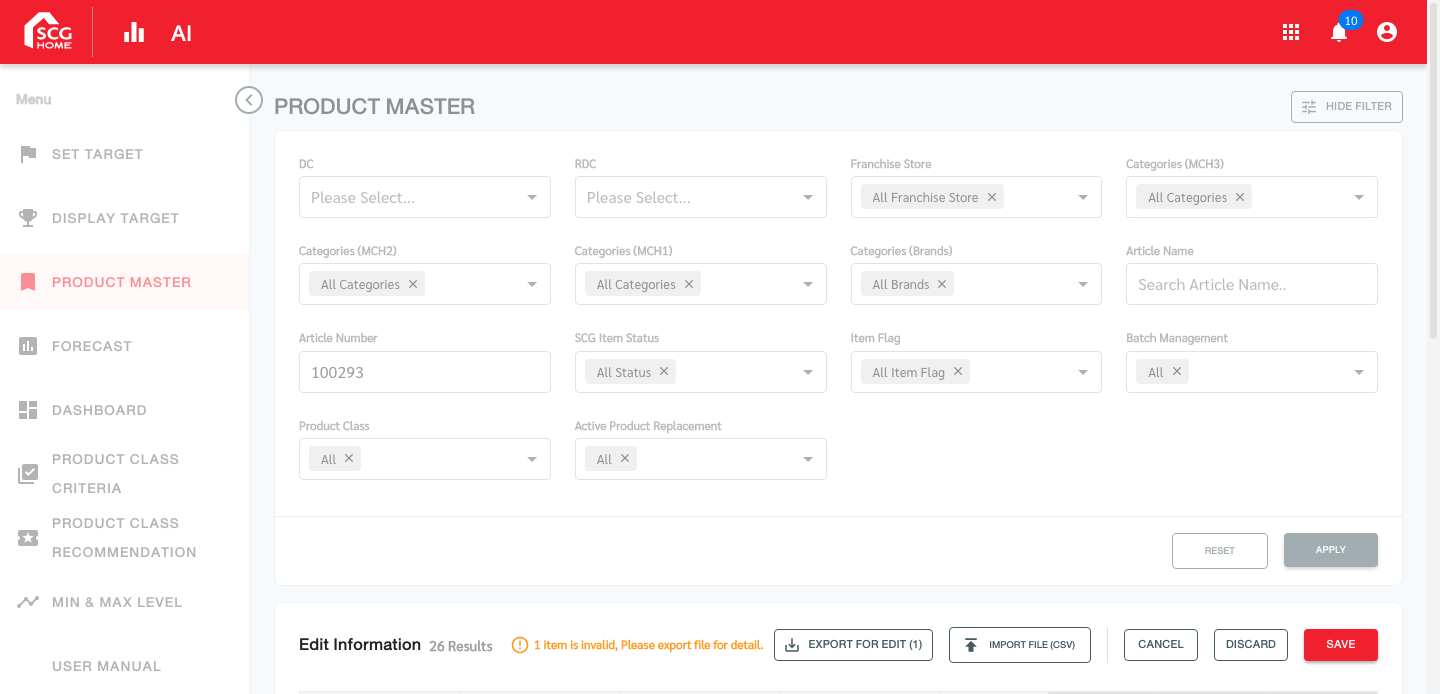 SCG
HOME
AI
10
Menu
SET TARGET
DISPLAY TARGET
PRODUCT MASTER
FORECAST
DASHBOARD
PRODUCT CLASS
CRITERIA
PRODUCT CLASS
RECOMMENDATION
MIN & MAX LEVEL
USER MANUAL
PRODUCT MASTER
HIDE FILTER
DC
RDC
Franchise Store
Categories (MCH3)
Please Select...
Please Select...
All Franchise Store
All Categories
Categories (MCH2)
Categories (MCH1)
Categories (Brands)
Article Name
All Categories
All Categories
All Brands
Search Article Name..
Article Number
SCG Item Status
Item Flag
Batch Management
100293
All Status
All Item Flag
All
Product Class
Active Product Replacement
All
All
RESET
APPLY
Edit Information
26 Results
1 item is invalid, Please export file for detail.
EXPORT FOR EDIT (1)
IMPORT FILE (CSV)
CANCEL
DISCARD
SAVE